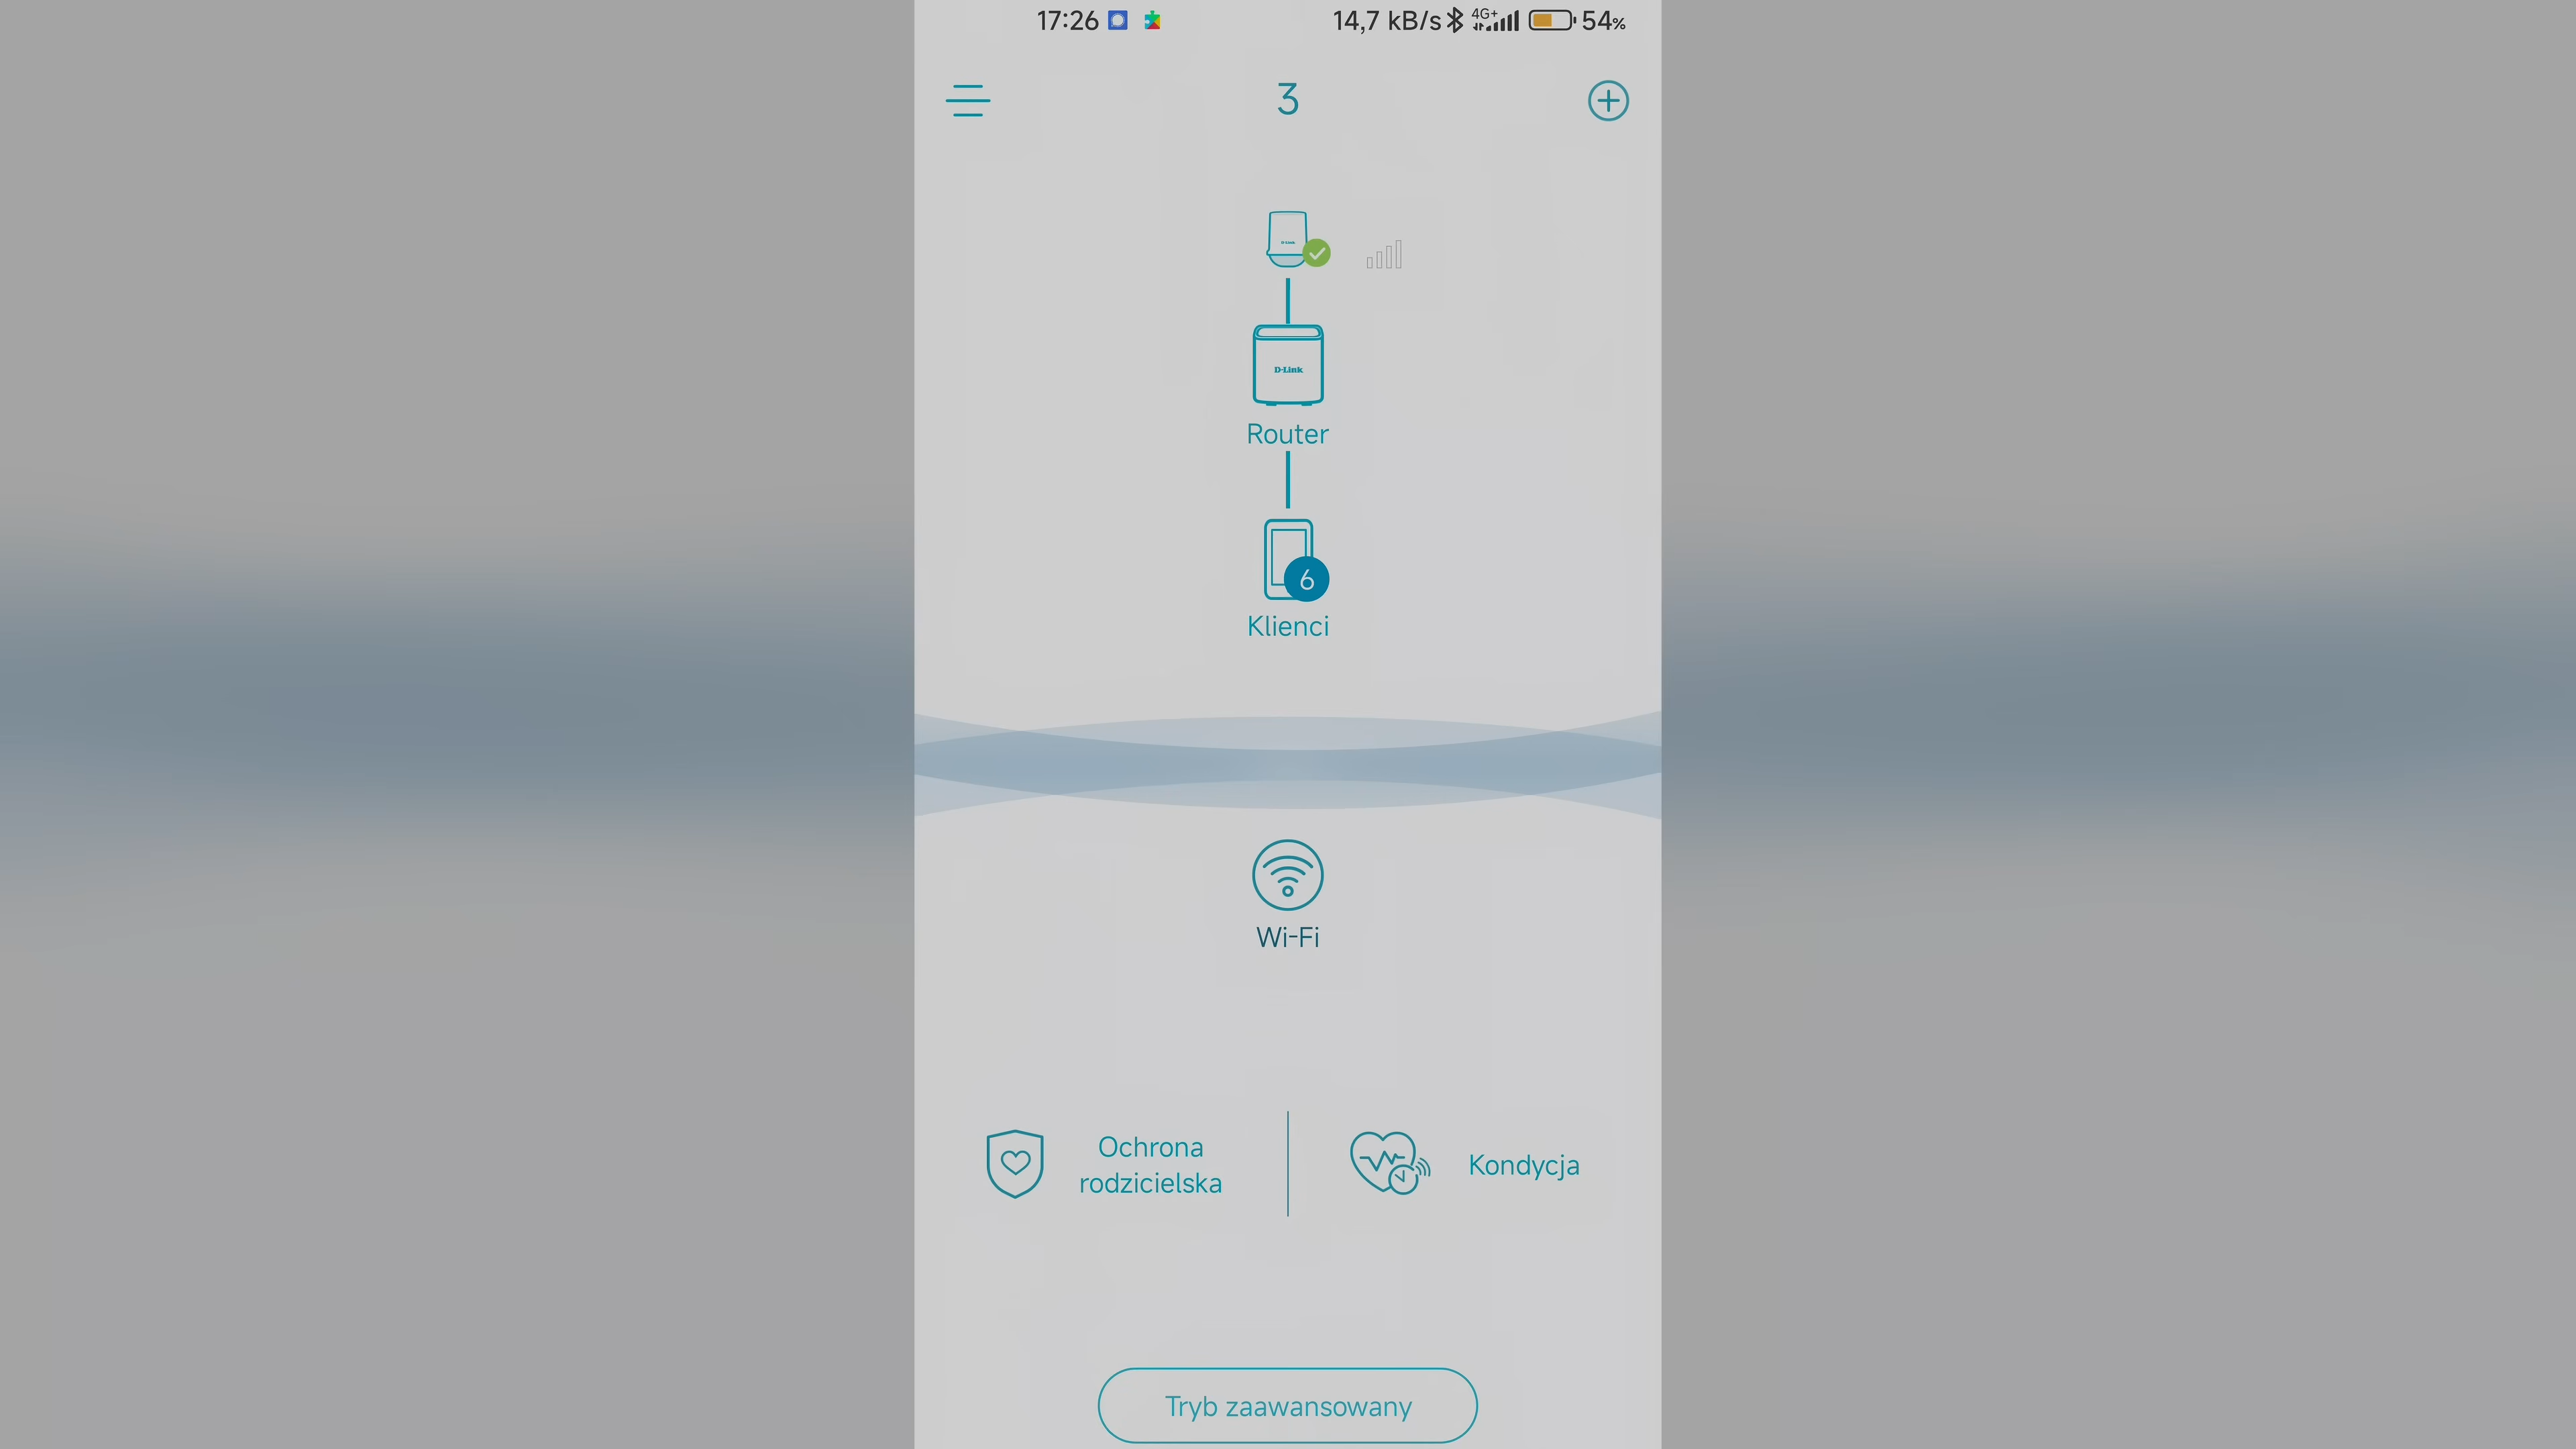 17:26 14,7 kB/s 4G+ 54%
3
D-Link
D-Link
Router
6
Klienci
Wi-Fi
Ochrona
rodzicielska
Kondycja
Tryb zaawansowany